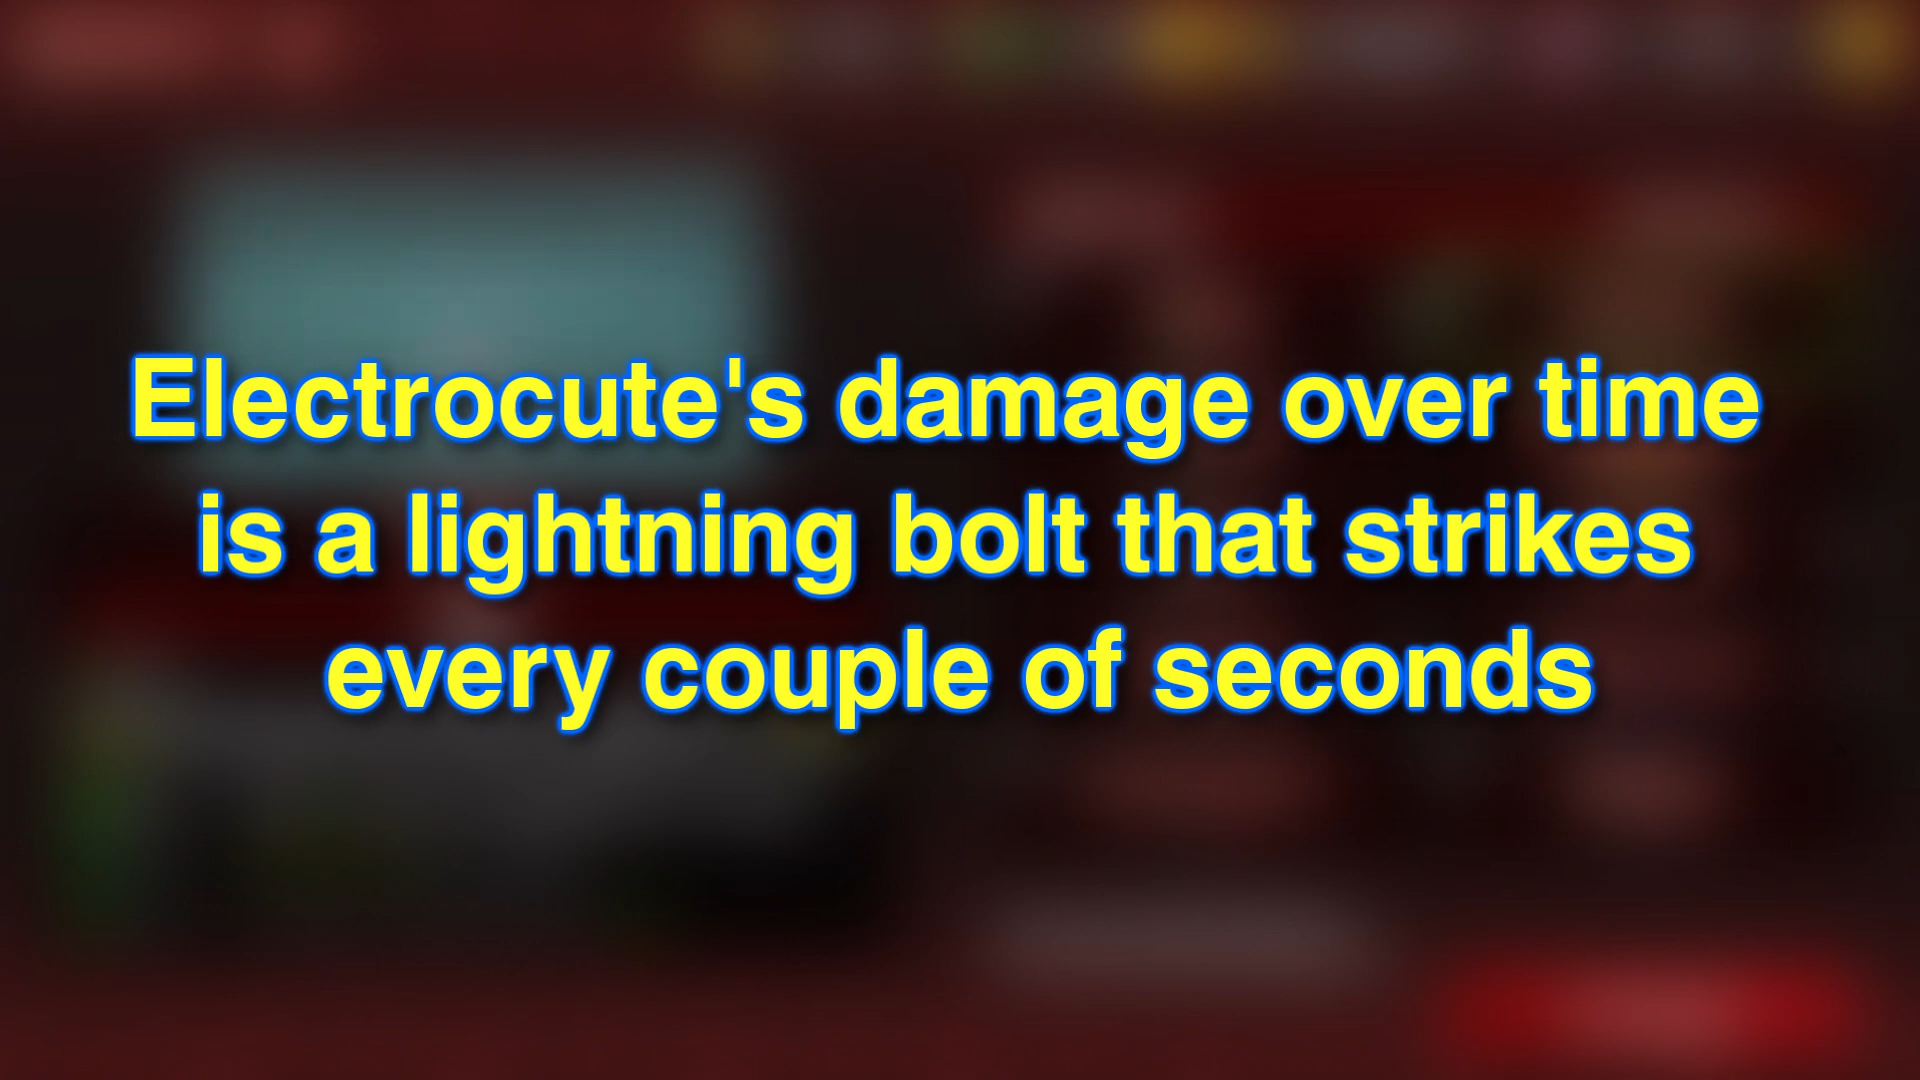 Electrocute's damage over time
is a lightning bolt that strikes
every couple of seconds